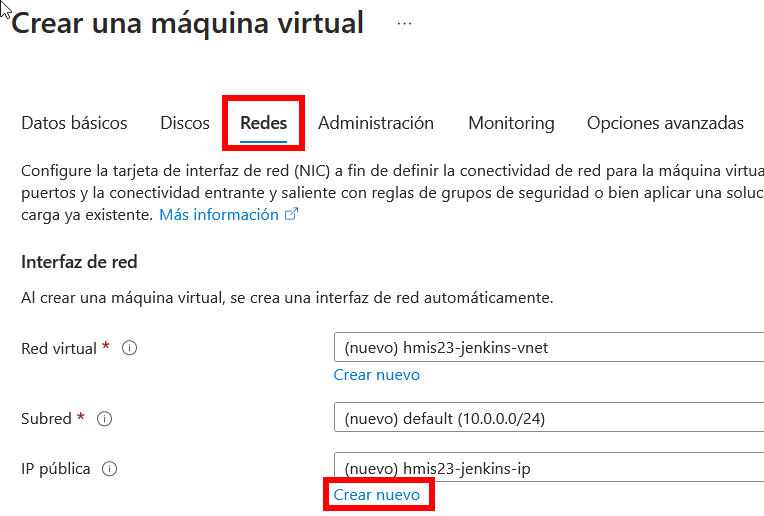 Crear una máquina virtual ...
Datos básicos Discos Redes Administración Monitoring Opciones avanzadas
Configure la tarjeta de interfaz de red (NIC) a fin de definir la conectividad de red para la máquina virtua
puertos y la conectividad entrante y saliente con reglas de grupos de seguridad o bien aplicar una soluc
carga ya existente. Más información
Interfaz de red
Al crear una máquina virtual, se crea una interfaz de red automáticamente.
Red virtual * (nuevo) hmis23-jenkins-vnet
Crear nuevo
Subred * (nuevo) default (10.0.0.0/24)
IP pública (nuevo) hmis23-jenkins-ip
Crear nuevo